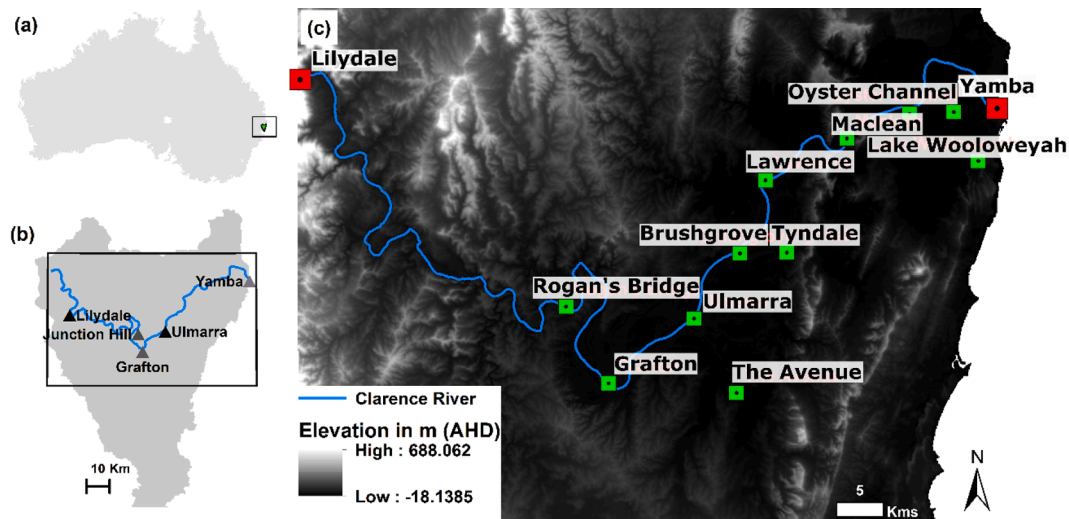 (a)
(b)
Yamba
Lilydale
Junction Hill
Ulmarra
Grafton
10 Km
(c)
Lilydale
Oyster Channel
Yamba
Maclean
Lake Wooloweyah
Lawrence
Brushgrove
Tyndale
Rogan's Bridge
Ulmarra
Grafton
The Avenue
Clarence River
Elevation in m (AHD)
High : 688.062
Low : -18.1385
5
Kms
N